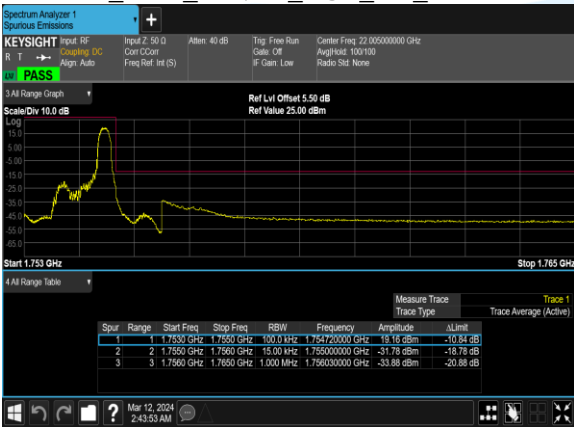 Spectrum Analyzer 1
Spurious Emissions
+
KEYSIGHT Input: RF Input Z: 50 Ω Atten: 40 dB Trig: Free Run Center Freq: 22.005000000 GHz
R T Coupling: DC Corr CCorr Gate: Off Avg|Hold: 100/100
Align: Auto Freq Ref: Int (S) IF Gain: Low Radio Std: None
PASS
3 All Range Graph
Ref Lvl Offset 5.50 dB
Scale/Div 10.0 dB Ref Value 25.00 dBm
Log
15.0
5.00
-5.00
-15.0
-25.0
-35.0
-45.0
-55.0
-65.0
Start 1.753 GHz Stop 1.765 GHz
4 All Range Table
Measure Trace Trace 1
Trace Type Trace Average (Active)
Spur Range Start Freq Stop Freq RBW Frequency Amplitude ΔLimit
1 1 1.7530 GHz 1.7550 GHz 100.0 kHz 1.754720000 GHz 19.16 dBm -10.84 dB
2 2 1.7550 GHz 1.7560 GHz 15.00 kHz 1.755000000 GHz -31.78 dBm -18.78 dB
3 3 1.7560 GHz 1.7650 GHz 1.000 MHz 1.756030000 GHz -33.88 dBm -20.88 dB
? Mar 12, 2024
2:43:53 AM